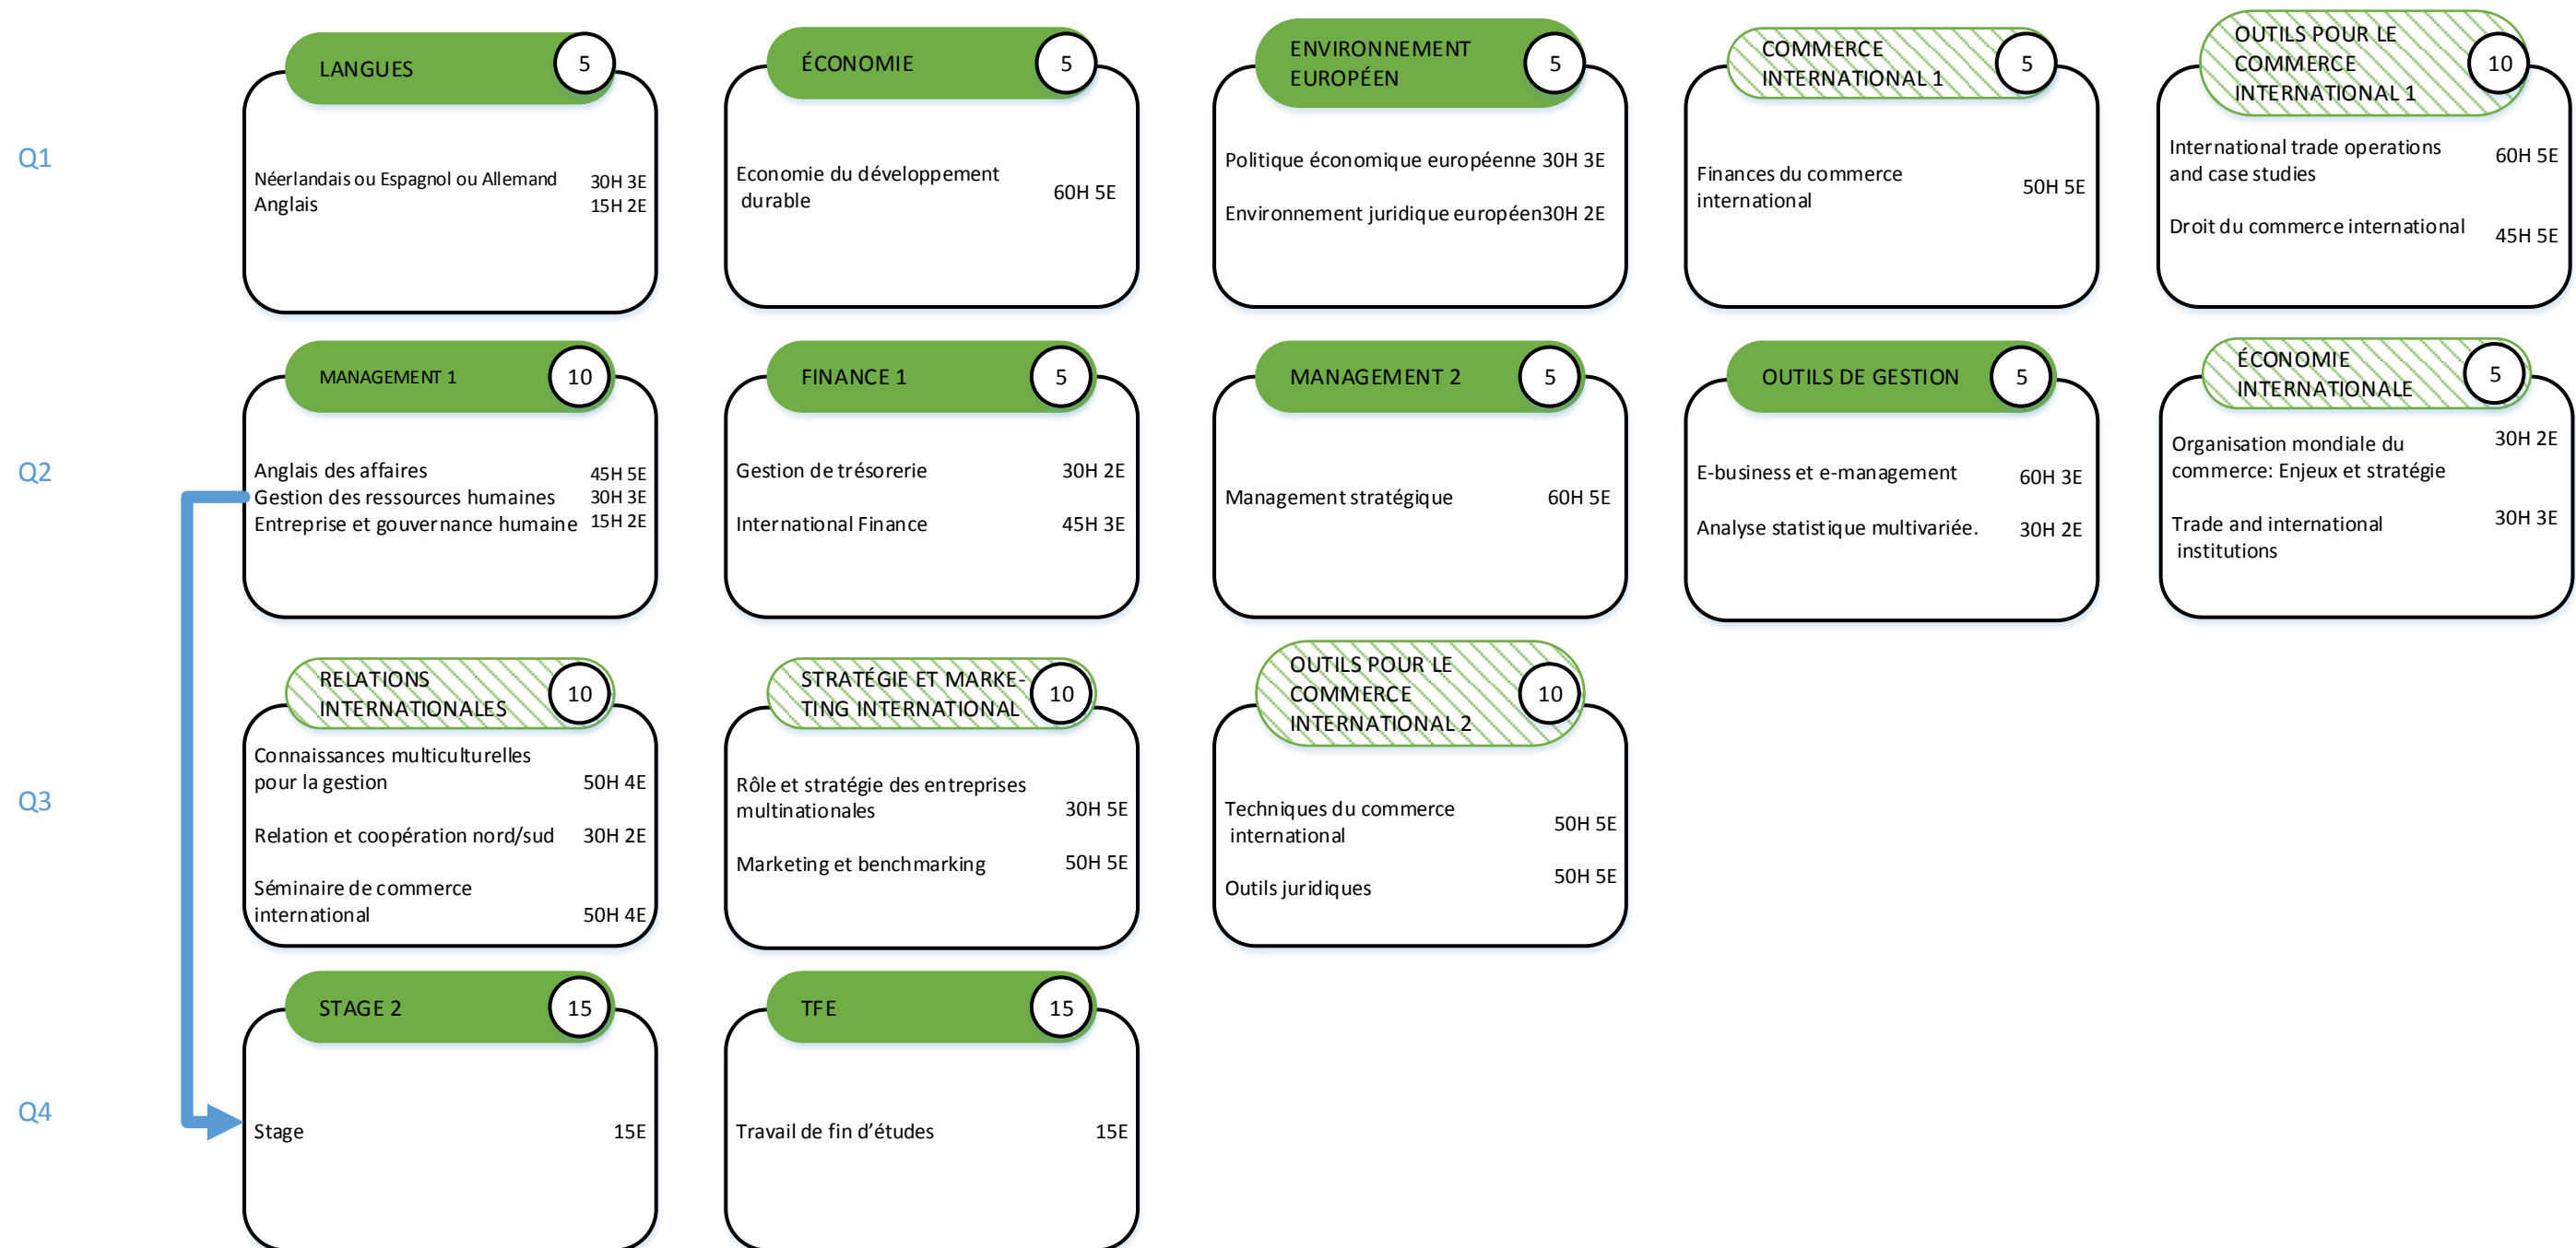 Q1
LANGUES 5
Néerlandais ou Espagnol ou Allemand 30H 3E
Anglais 15H 2E
ÉCONOMIE 5
Economie du développement
durable 60H 5E
ENVIRONNEMENT
EUROPÉEN 5
Politique économique européenne 30H 3E
Environnement juridique européen 30H 2E
COMMERCE
INTERNATIONAL 1 5
Finances du commerce
international 50H 5E
OUTILS POUR LE
COMMERCE
INTERNATIONAL 1 10
International trade operations
and case studies 60H 5E
Droit du commerce international 45H 5E
Q2
MANAGEMENT 1 10
Anglais des affaires 45H 5E
Gestion des ressources humaines 30H 3E
Entreprise et gouvernance humaine 15H 2E
FINANCE 1 5
Gestion de trésorerie 30H 2E
International Finance 45H 3E
MANAGEMENT 2 5
Management stratégique 60H 5E
OUTILS DE GESTION 5
E-business et e-management 60H 3E
Analyse statistique multivariée. 30H 2E
ÉCONOMIE
INTERNATIONALE 5
Organisation mondiale du 30H 2E
commerce: Enjeux et stratégie
Trade and international 30H 3E
institutions
Q3
RELATIONS
INTERNATIONALES 10
Connaissances multiculturelles
pour la gestion 50H 4E
Relation et coopération nord/sud 30H 2E
Séminaire de commerce
international 50H 4E
STRATÉGIE ET MARKE-
TING INTERNATIONAL 10
Rôle et stratégie des entreprises
multinationales 30H 5E
Marketing et benchmarking 50H 5E
OUTILS POUR LE
COMMERCE
INTERNATIONAL 2 10
Techniques du commerce
international 50H 5E
Outils juridiques 50H 5E
Q4
STAGE 2 15
Stage 15E
TFE 15
Travail de fin d’études 15E